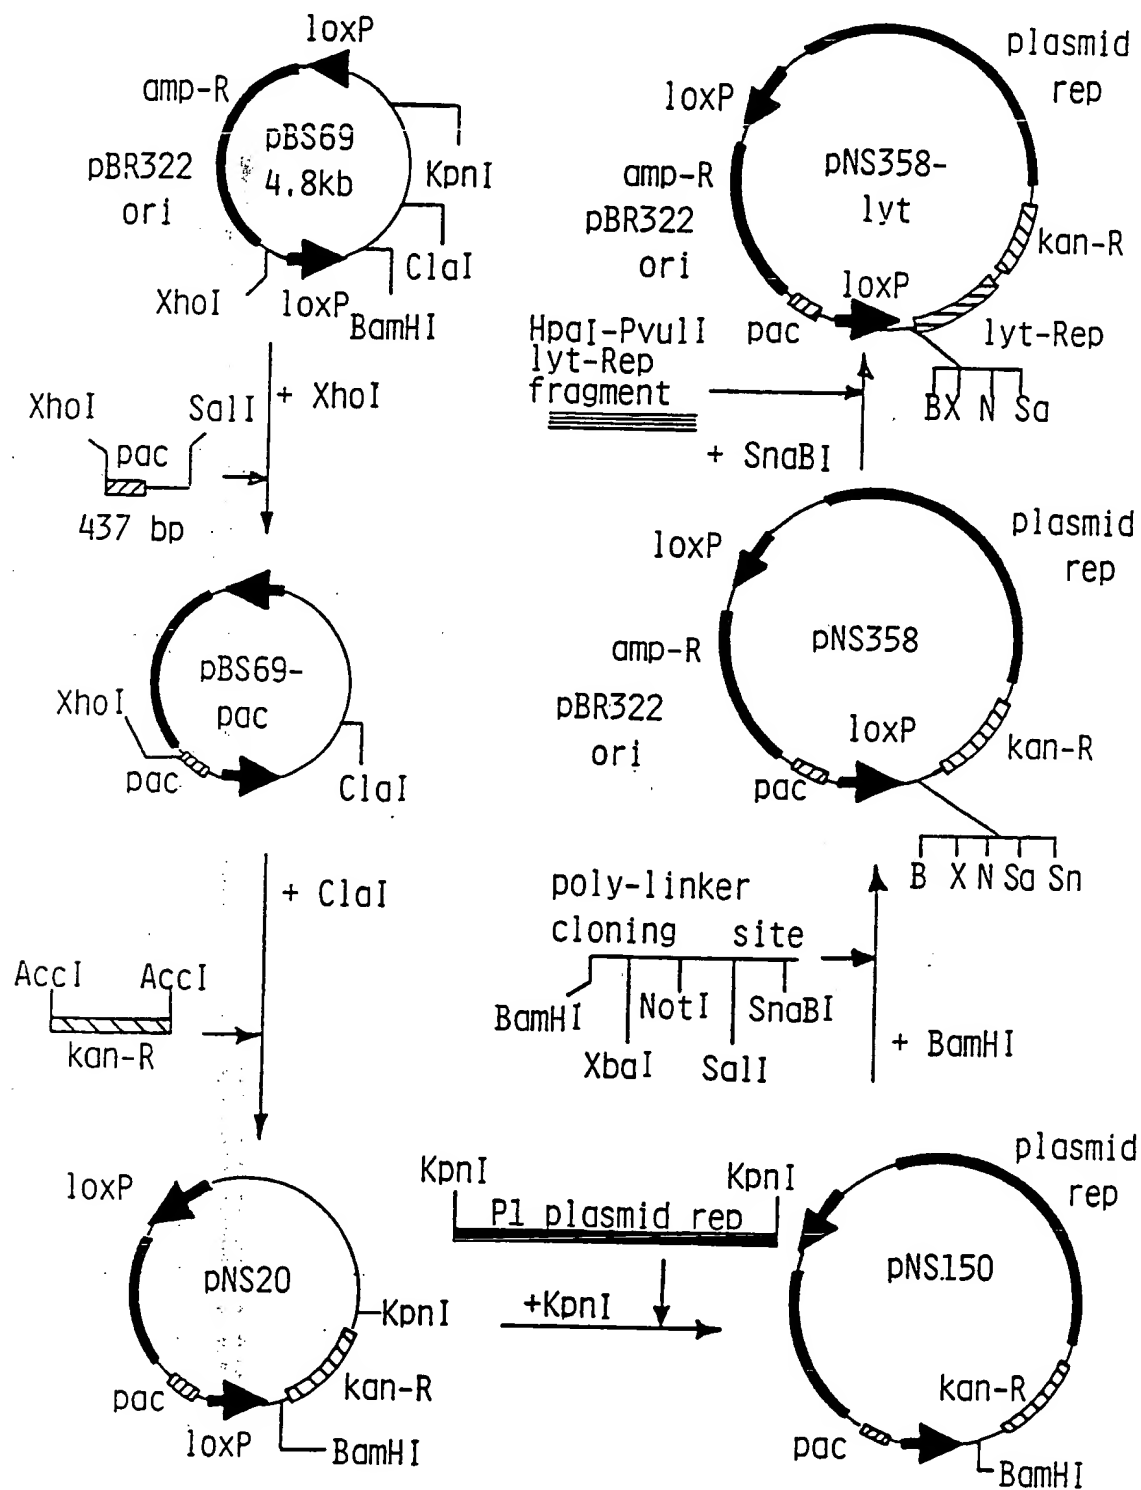 loxP
amp-R
pBS69
4.8kb
pBR322
ori
KpnI
ClaI
XhoI
loxP
BamHI
+ XhoI
XhoI
SalI
pac
437 bp
pBS69-
pac
XhoI
pac
ClaI
+ ClaI
AccI
AccI
kan-R
loxP
pNS20
KpnI
pac
kan-R
loxP
BamHI
KpnI
KpnI
P1 plasmid rep
+KpnI
plasmid
rep
pNS150
kan-R
pac
BamHI
poly-linker
cloning site
BamHI
NotI
SnaBI
XbaI
SalI
+ BamHI
plasmid
rep
loxP
amp-R
pNS358
pBR322
ori
loxP
kan-R
pac
B X N Sa Sn
+ SnaBI
HpaI-PvuII
lyt-Rep
fragment
plasmid
rep
loxP
amp-R
pNS358-
lyt
pBR322
ori
kan-R
loxP
pac
lyt-Rep
BX N Sa